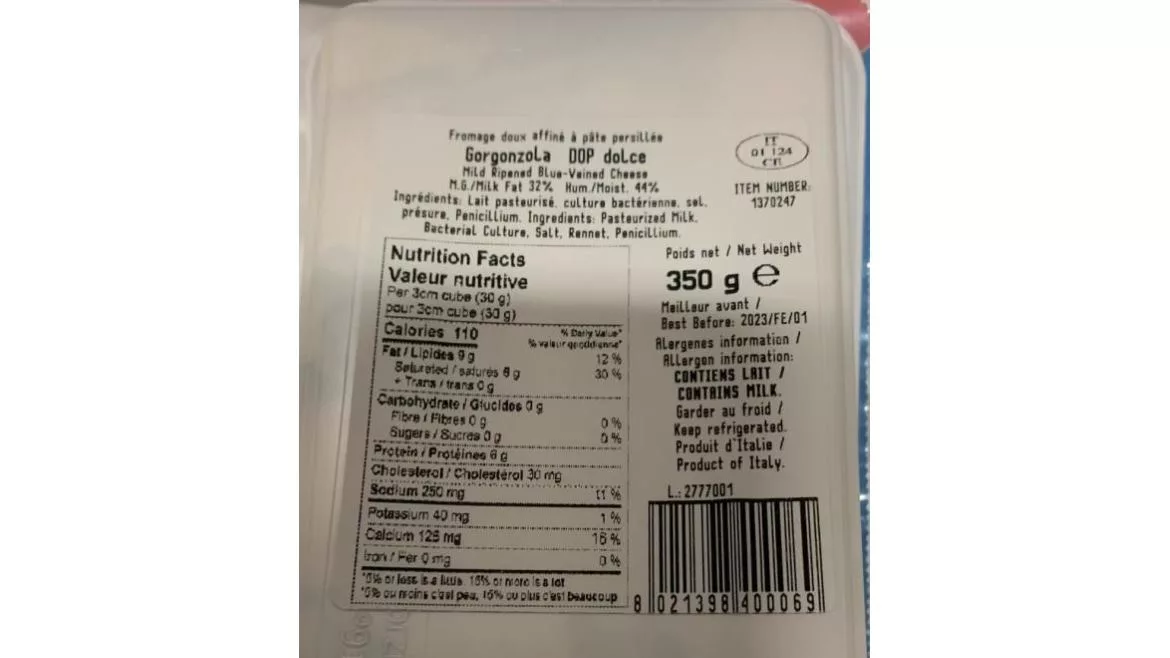 Fromage doux affiné à pâte persillée
Gorgonzola DOP dolce
Mild Ripened Blue-Veined Cheese
M.G./Milk Fat 32% Hum./Moist. 44%
Ingrédients: Lait pasteurisé, culture bactérienne, sel,
présure, Penicillium. Ingredients: Pasteurized Milk,
Bacterial Culture, Salt, Rennet, Penicillium.
IT
01 124
CE
ITEM NUMBER:
1370247
Nutrition Facts
Valeur nutritive
Per 3cm cube (30 g)
pour 3cm cube (30 g)
Calories 110
% Daily Value*
% valeur quotidienne*
Fat / Lipides 9 g 12 %
Saturated / saturés 6 g 30 %
+ Trans / trans 0 g
Carbohydrate / Glucides 0 g
Fibre / Fibres 0 g 0 %
Sugars / Sucres 0 g 0 %
Protein / Protéines 6 g
Cholesterol / Cholestérol 30 mg
Sodium 250 mg 11 %
Potassium 40 mg 1 %
Calcium 125 mg
Iron / Fer 0 mg 0 %
*5% or less is a little, 15% or more is a lot
*5% ou moins c'est peu, 15% ou plus c'est beaucoup
Poids net / Net Weight
350 g e
Meilleur avant /
Best Before: 2023/FE/01
Alergenes information /
Allergen information:
CONTIENS LAIT /
CONTAINS MILK.
Garder au froid /
Keep refrigerated.
Produit d'Italie /
Product of Italy.
L.: 2777001
8 021398 400069